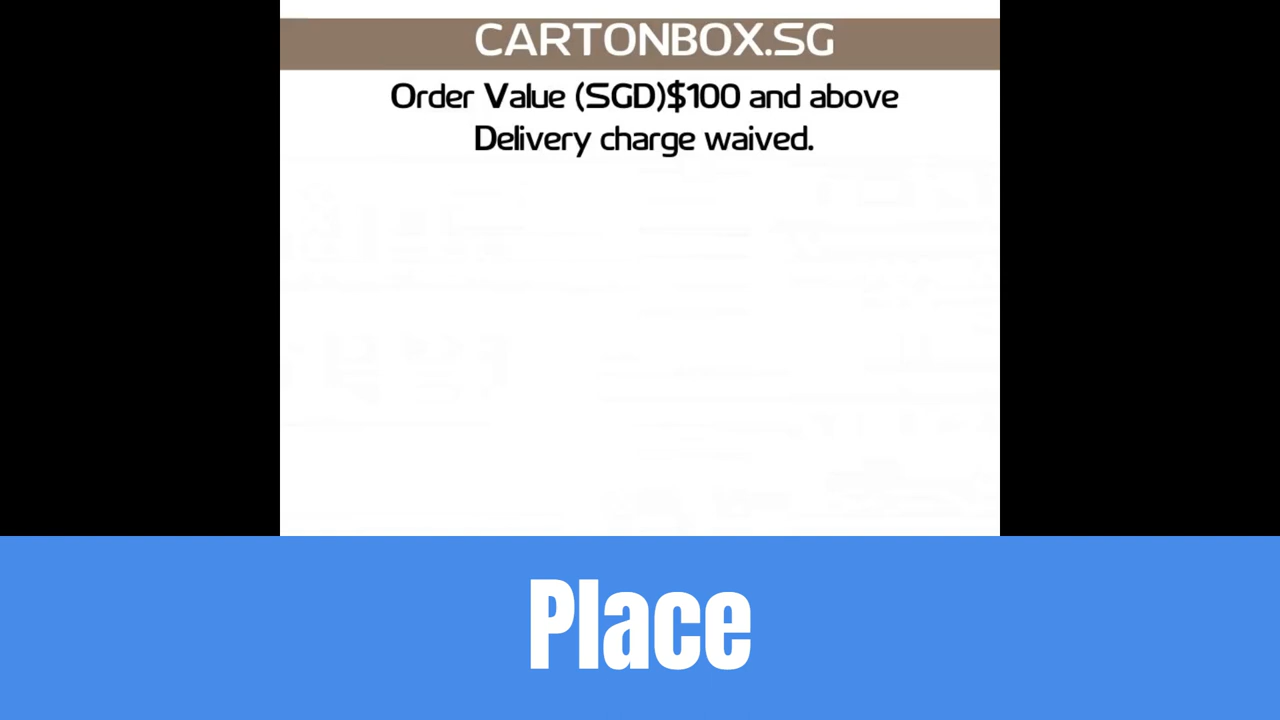 CARTONBOX.SG
Order Value (SGD)$100 and above
Delivery charge waived.
Place